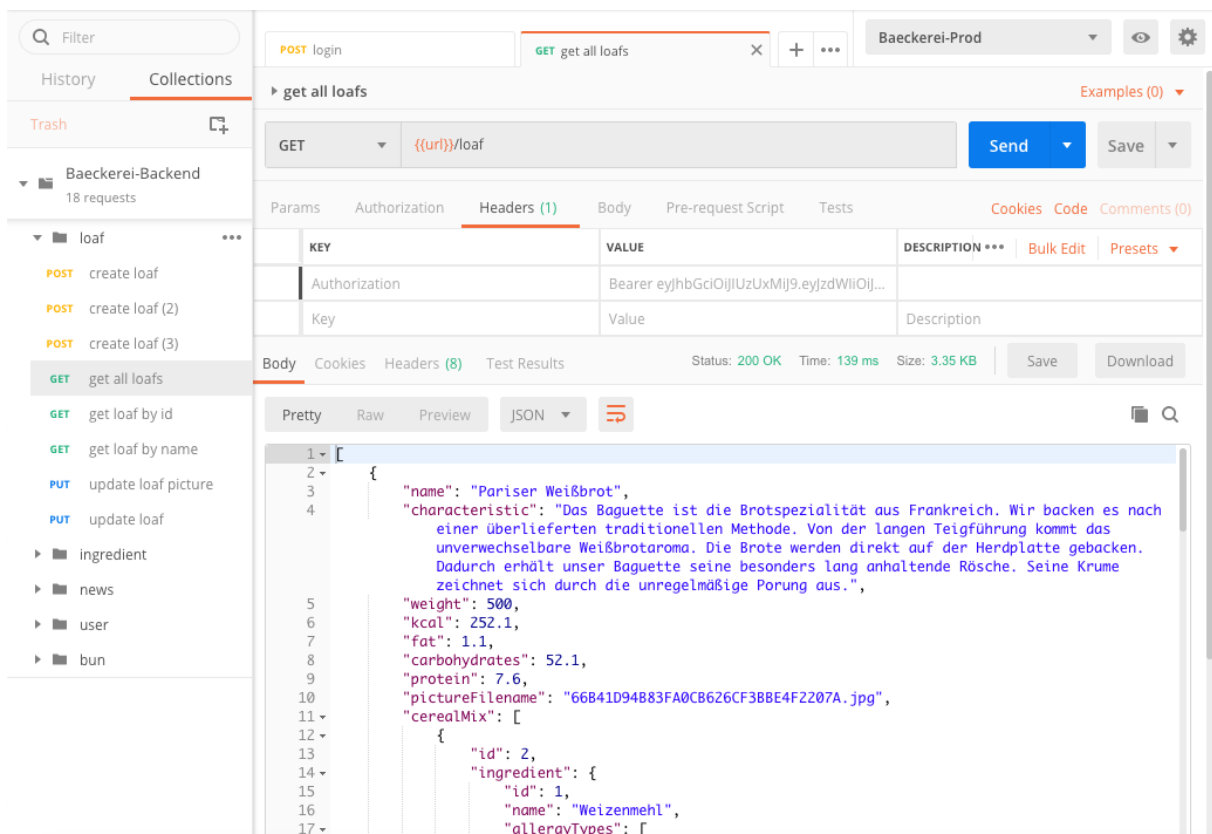 Filter
History Collections
Trash
Baeckerei-Backend
18 requests
loaf
POST create loaf
POST create loaf (2)
POST create loaf (3)
GET get all loafs
GET get loaf by id
GET get loaf by name
PUT update loaf picture
PUT update loaf
ingredient
news
user
bun
POST login
GET get all loafs
Baeckerei-Prod
get all loafs
Examples (0)
GET {{url}}/loaf
Send Save
Params Authorization Headers (1) Body Pre-request Script Tests
Cookies Code Comments (0)
KEY VALUE DESCRIPTION Bulk Edit Presets
Authorization Bearer eyJhbGciOiJIUzUxMiJ9.eyJzdWIiOiJ...
Key Value Description
Body Cookies Headers (8) Test Results Status: 200 OK Time: 139 ms Size: 3.35 KB Save Download
Pretty Raw Preview JSON
1 [
2 {
3 "name": "Pariser Weißbrot",
4 "characteristic": "Das Baguette ist die Brotspezialität aus Frankreich. Wir backen es nach
einer überlieferten traditionellen Methode. Von der langen Teigführung kommt das
unverwechselbare Weißbrotaroma. Die Brote werden direkt auf der Herdplatte gebacken.
Dadurch erhält unser Baguette seine besonders lang anhaltende Rösche. Seine Krume
zeichnet sich durch die unregelmäßige Porung aus.",
5 "weight": 500,
6 "kcal": 252.1,
7 "fat": 1.1,
8 "carbohydrates": 52.1,
9 "protein": 7.6,
10 "pictureFilename": "66B41D94B83FA0CB626CF3BBE4F2207A.jpg",
11 "cerealMix": [
12 {
13 "id": 2,
14 "ingredient": {
15 "id": 1,
16 "name": "Weizenmehl",
17 "allergyTypes": [